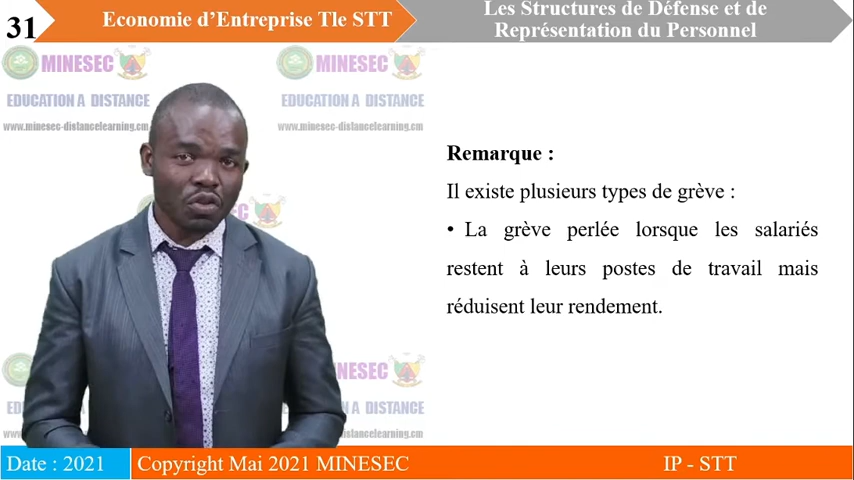 31
Economie d’Entreprise Tle STT
Les Structures de Défense et de
Représentation du Personnel
MINESEC
MINESEC
EDUCATION A DISTANCE
EDUCATION A DISTANCE
www.minesec-distancelearning.cm
www.minesec-distancelearning.cm
Remarque :
Il existe plusieurs types de grève :
• La grève perlée lorsque les salariés
restent à leurs postes de travail mais
réduisent leur rendement.
Date : 2021
Copyright Mai 2021 MINESEC
IP - STT